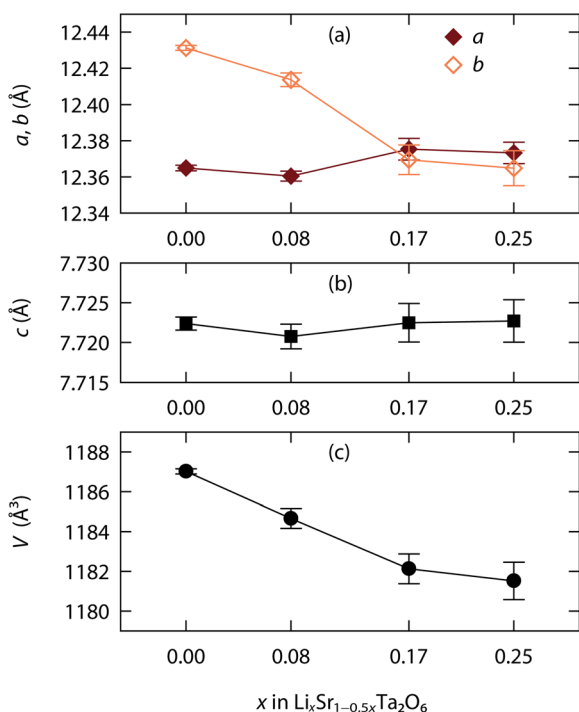 (a)
a
b
12.44
12.42
12.40
12.38
12.36
12.34
a, b (Å)
0.00 0.08 0.17 0.25
(b)
7.730
7.725
7.720
7.715
c (Å)
0.00 0.08 0.17 0.25
(c)
1188
1186
1184
1182
1180
V (Å³)
0.00 0.08 0.17 0.25
x in LiₓSr₁₋₀.₅ₓTa₂O₆